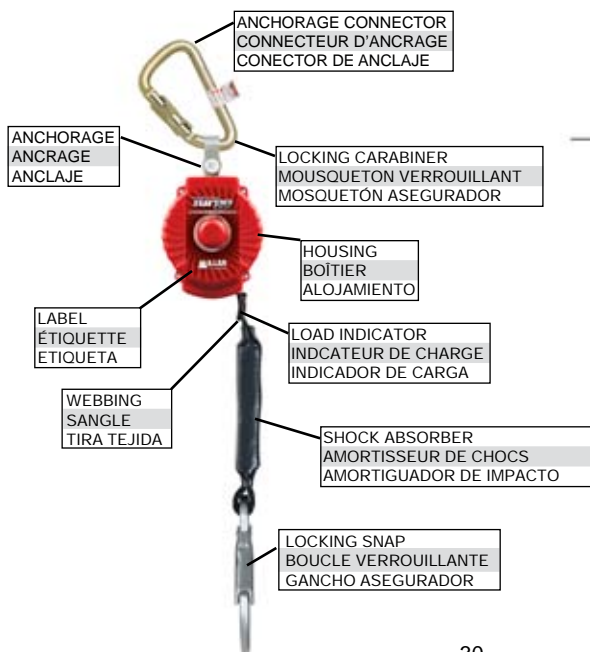 ANCHORAGE CONNECTOR
CONNECTEUR D'ANCRAGE
CONECTOR DE ANCLAJE
ANCHORAGE
ANCRAGE
ANCLAJE
LOCKING CARABINER
MOUSQUETON VERROUILLANT
MOSQUETÓN ASEGURADOR
HOUSING
BOÎTIER
ALOJAMIENTO
LABEL
ÉTIQUETTE
ETIQUETA
LOAD INDICATOR
INDCATEUR DE CHARGE
INDICADOR DE CARGA
WEBBING
SANGLE
TIRA TEJIDA
SHOCK ABSORBER
AMORTISSEUR DE CHOCS
AMORTIGUADOR DE IMPACTO
LOCKING SNAP
BOUCLE VERROUILLANTE
GANCHO ASEGURADOR
MILLER